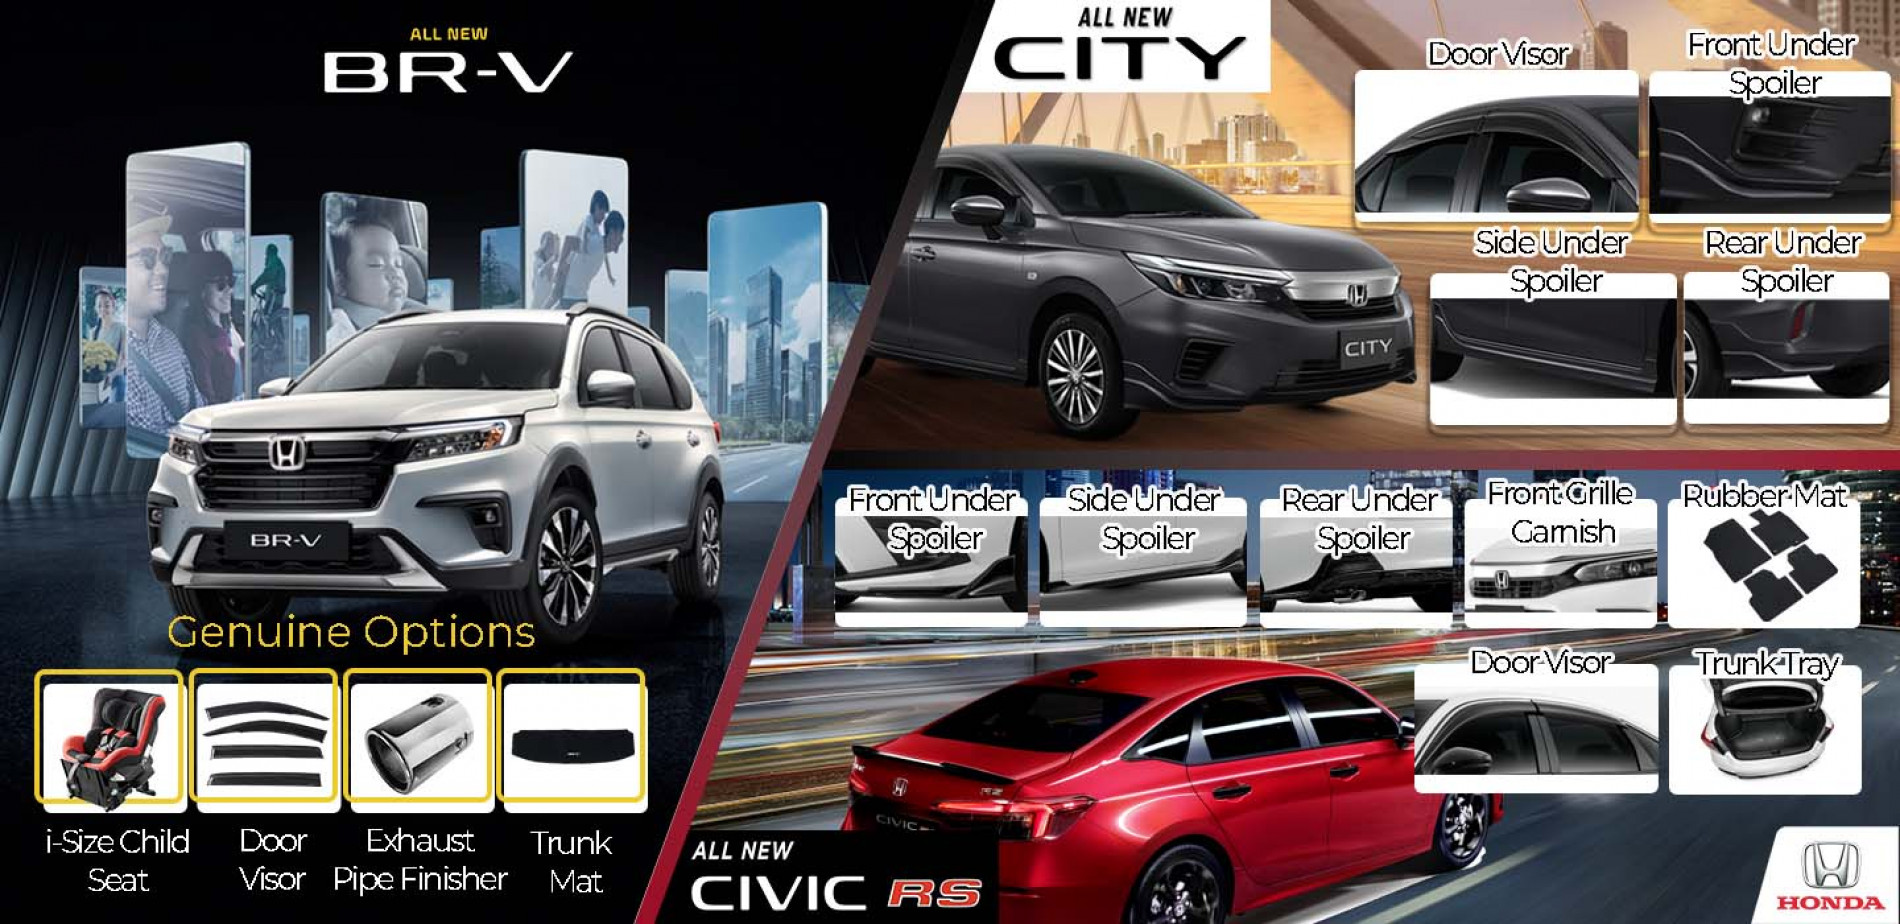 ALL NEW
BR-V
BR-V
Genuine Options
i-Size Child
Seat
Door
Visor
Exhaust
Pipe Finisher
Trunk
Mat
ALL NEW
CITY
Door Visor
Front Under
Spoiler
Side Under
Spoiler
Rear Under
Spoiler
CITY
Front Under
Spoiler
Side Under
Spoiler
Rear Under
Spoiler
Front Grille
Garnish
Rubber Mat
Door Visor
Trunk Tray
RS
CIVIC
ALL NEW
CIVIC RS
HONDA